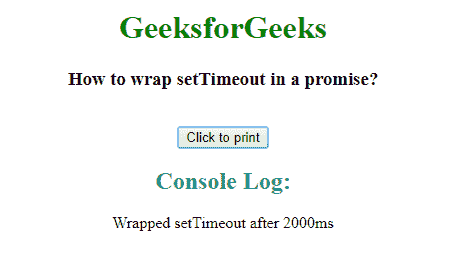 GeeksforGeeks
How to wrap setTimeout in a promise?
Click to print
Console Log:
Wrapped setTimeout after 2000ms